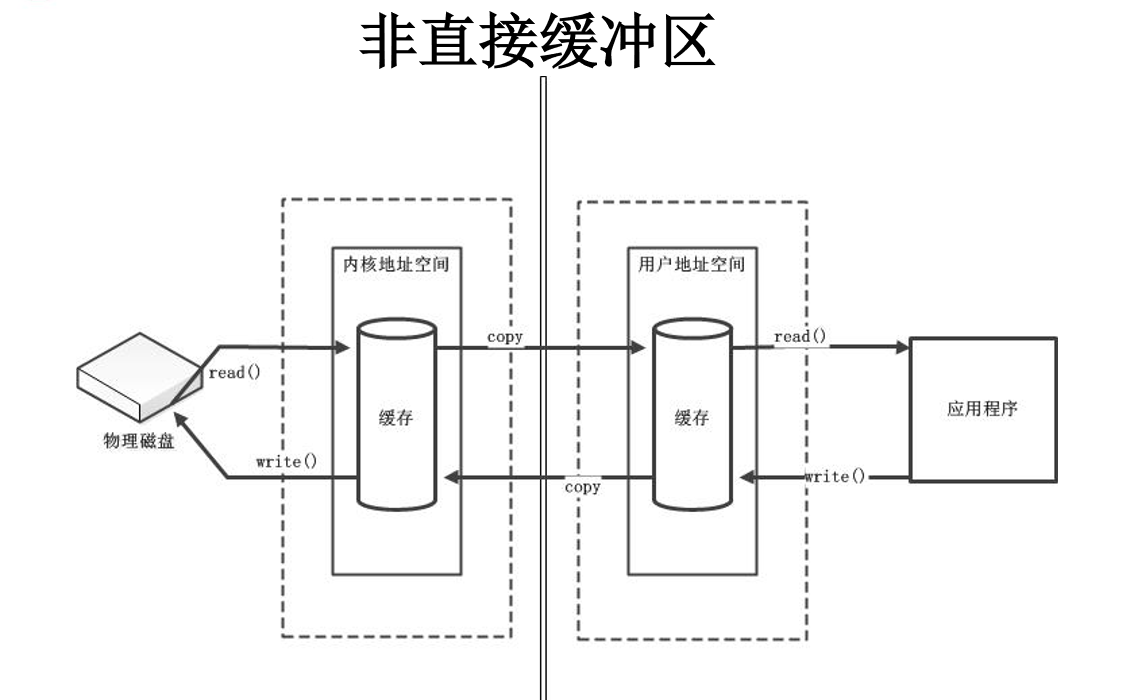 非直接缓冲区
内核地址空间
用户地址空间
copy
read()
read()
缓存
缓存
应用程序
物理磁盘
write()
copy
write()